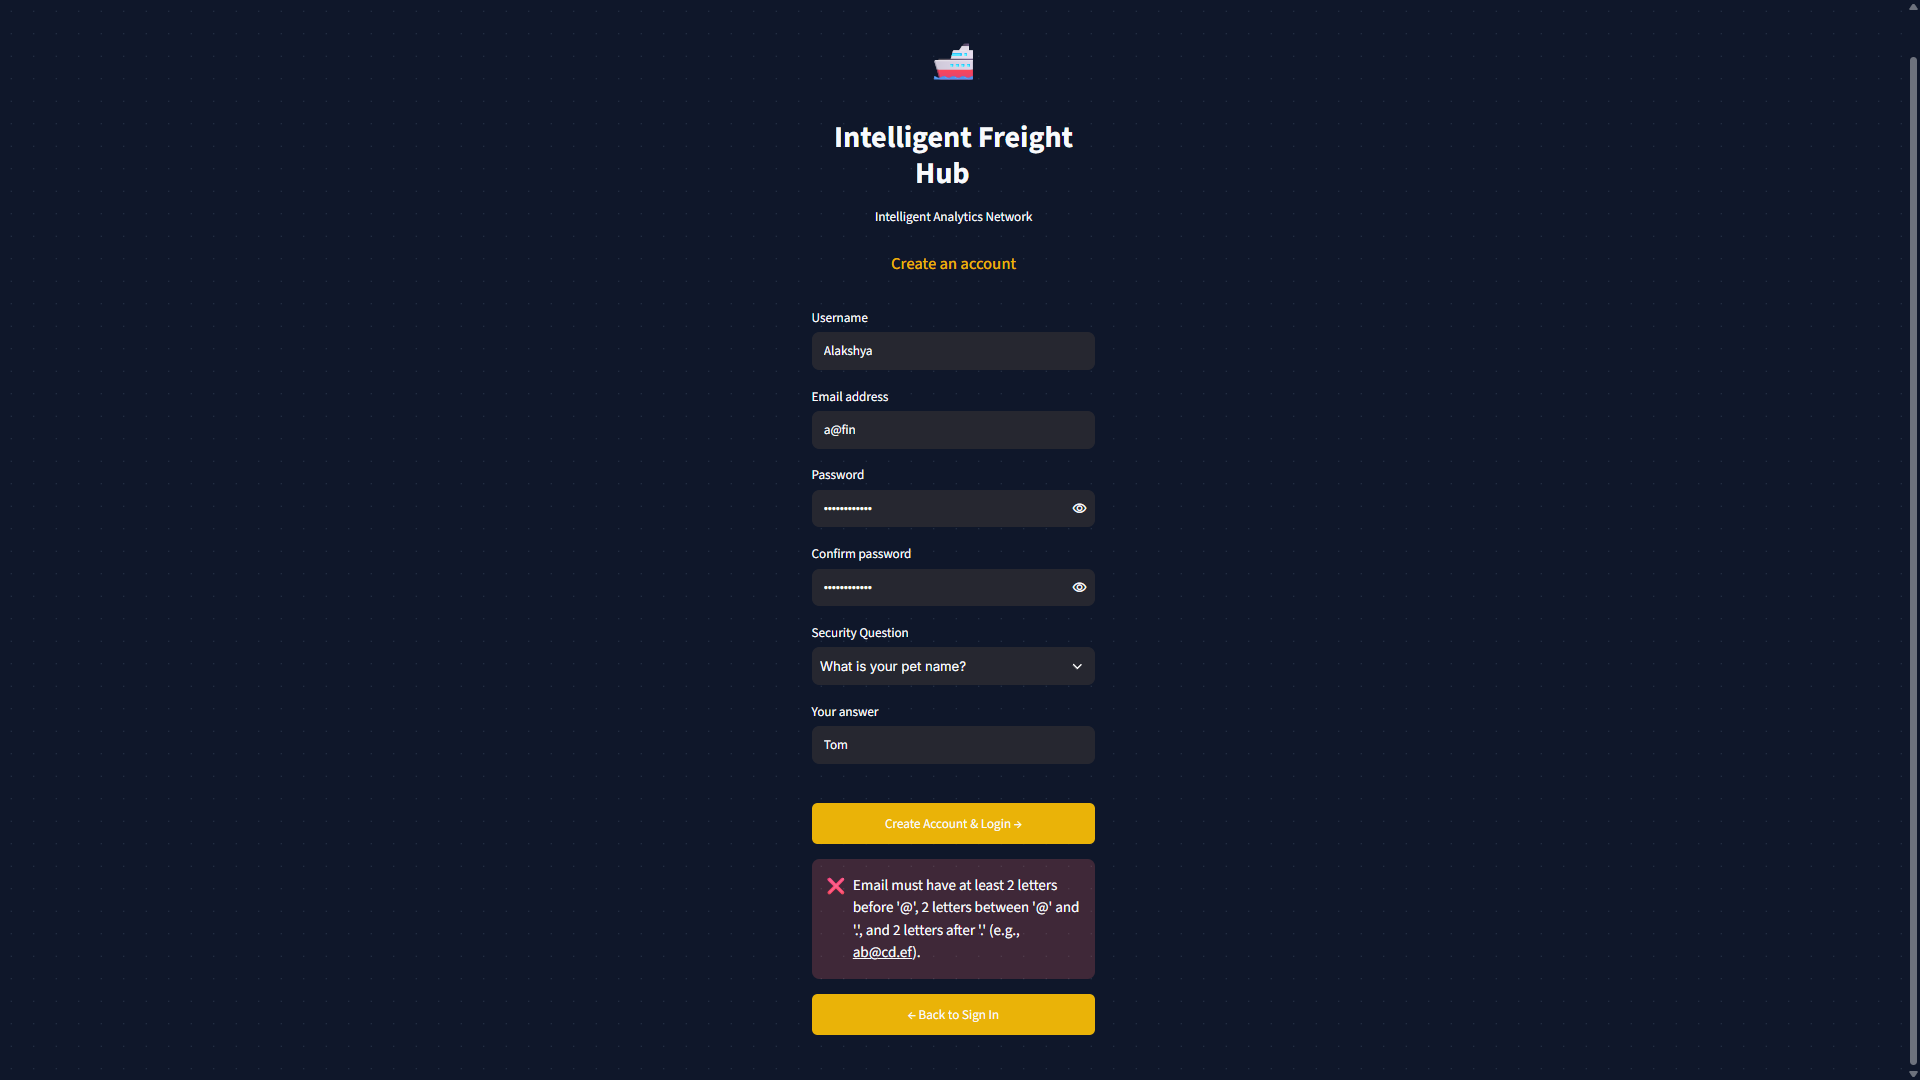 Intelligent Freight
Hub
Intelligent Analytics Network
Create an account
Username
Alakshya
Email address
a@fin
Password
••••••••••••
Confirm password
••••••••••••
Security Question
What is your pet name?
Your answer
Tom
Create Account & Login →
❌ Email must have at least 2 letters
before '@', 2 letters between '@' and
'.', and 2 letters after '.' (e.g.,
ab@cd.ef).
← Back to Sign In